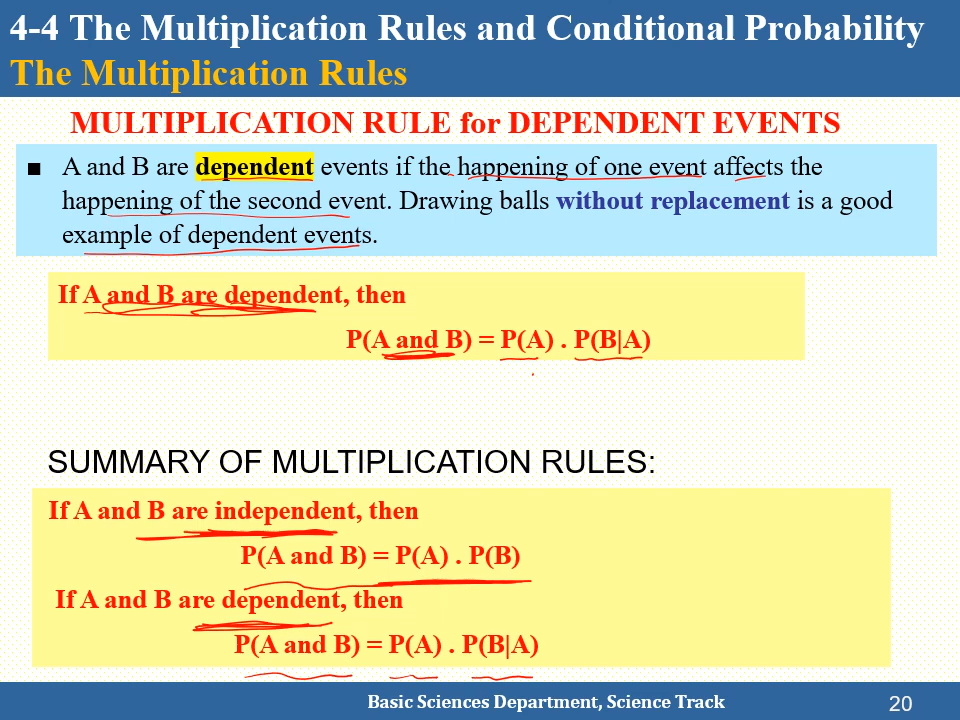 4-4 The Multiplication Rules and Conditional Probability
The Multiplication Rules
MULTIPLICATION RULE for DEPENDENT EVENTS
■ A and B are dependent events if the happening of one event affects the
happening of the second event. Drawing balls without replacement is a good
example of dependent events.
If A and B are dependent, then
P(A and B) = P(A) . P(B|A)
SUMMARY OF MULTIPLICATION RULES:
If A and B are independent, then
P(A and B) = P(A) . P(B)
If A and B are dependent, then
P(A and B) = P(A) . P(B|A)
Basic Sciences Department, Science Track
20